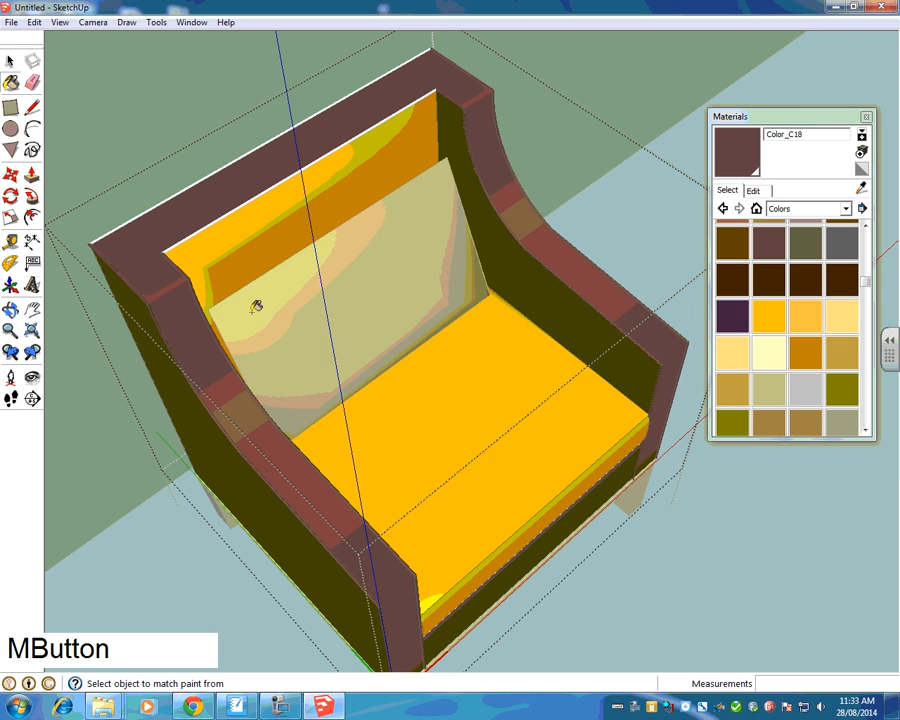 Untitled - SketchUp
File Edit View Camera Draw Tools Window Help
Materials
Color_C18
Select Edit
Colors
ABC
MButton
Select object to match paint from
Measurements
11:33 AM
28/08/2014